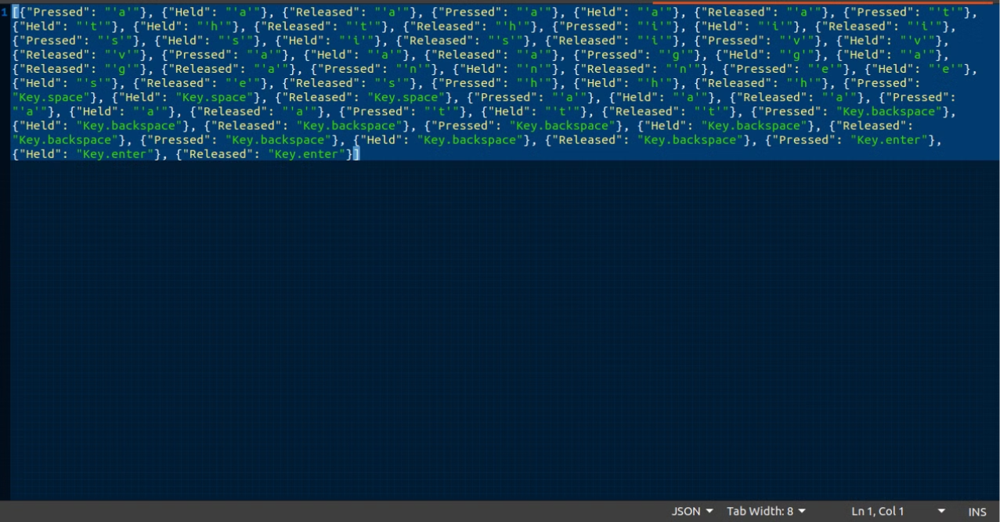 1 [{"Pressed": "'a'"}, {"Held": "'a'"}, {"Released": "'a'"}, {"Pressed": "'a'"}, {"Held": "'a'"}, {"Released": "'a'"}, {"Pressed": "'t'"},
{"Held": "'t'"}, {"Held": "'h'"}, {"Released": "'t'"}, {"Released": "'h'"}, {"Pressed": "'i'"}, {"Held": "'i'"}, {"Released": "'i'"},
{"Pressed": "'s'"}, {"Held": "'s'"}, {"Held": "'i'"}, {"Released": "'s'"}, {"Released": "'i'"}, {"Pressed": "'v'"}, {"Held": "'v'"},
{"Released": "'v'"}, {"Pressed": "'a'"}, {"Held": "'a'"}, {"Released": "'a'"}, {"Pressed": "'g'"}, {"Held": "'g'"}, {"Held": "'a'"},
{"Released": "'g'"}, {"Released": "'a'"}, {"Pressed": "'n'"}, {"Held": "'n'"}, {"Released": "'n'"}, {"Pressed": "'e'"}, {"Held": "'e'"},
{"Held": "'s'"}, {"Released": "'e'"}, {"Released": "'s'"}, {"Pressed": "'h'"}, {"Held": "'h'"}, {"Released": "'h'"}, {"Pressed":
"Key.space"}, {"Held": "Key.space"}, {"Released": "Key.space"}, {"Pressed": "'a'"}, {"Held": "'a'"}, {"Released": "'a'"}, {"Pressed":
"'a'"}, {"Held": "'a'"}, {"Released": "'a'"}, {"Pressed": "'t'"}, {"Held": "'t'"}, {"Released": "'t'"}, {"Pressed": "Key.backspace"},
{"Held": "Key.backspace"}, {"Released": "Key.backspace"}, {"Pressed": "Key.backspace"}, {"Held": "Key.backspace"}, {"Released":
"Key.backspace"}, {"Pressed": "Key.backspace"}, {"Held": "Key.backspace"}, {"Released": "Key.backspace"}, {"Pressed": "Key.enter"},
{"Held": "Key.enter"}, {"Released": "Key.enter"}]
JSON Tab Width: 8 Ln 1, Col 1 INS